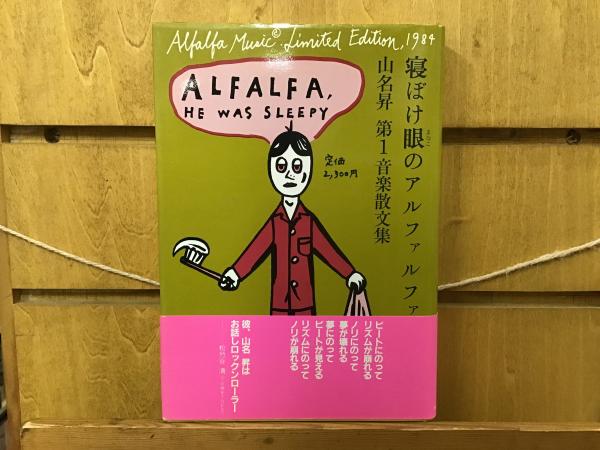 Alfalfa Music© Limited Edition, 1984
ALFALFA,
HE WAS SLEEPY
寝ぼけ眼のアルファルファ
まなこ
山名昇 第1音楽散文集
定価
2,300円
ビートにのって
リズムが崩れる
ノリにのって
夢が壊れる
夢にのって
ビートが見える
リズムにのって
ノリが崩れる
彼、山名 昇は
お話しロックンローラー